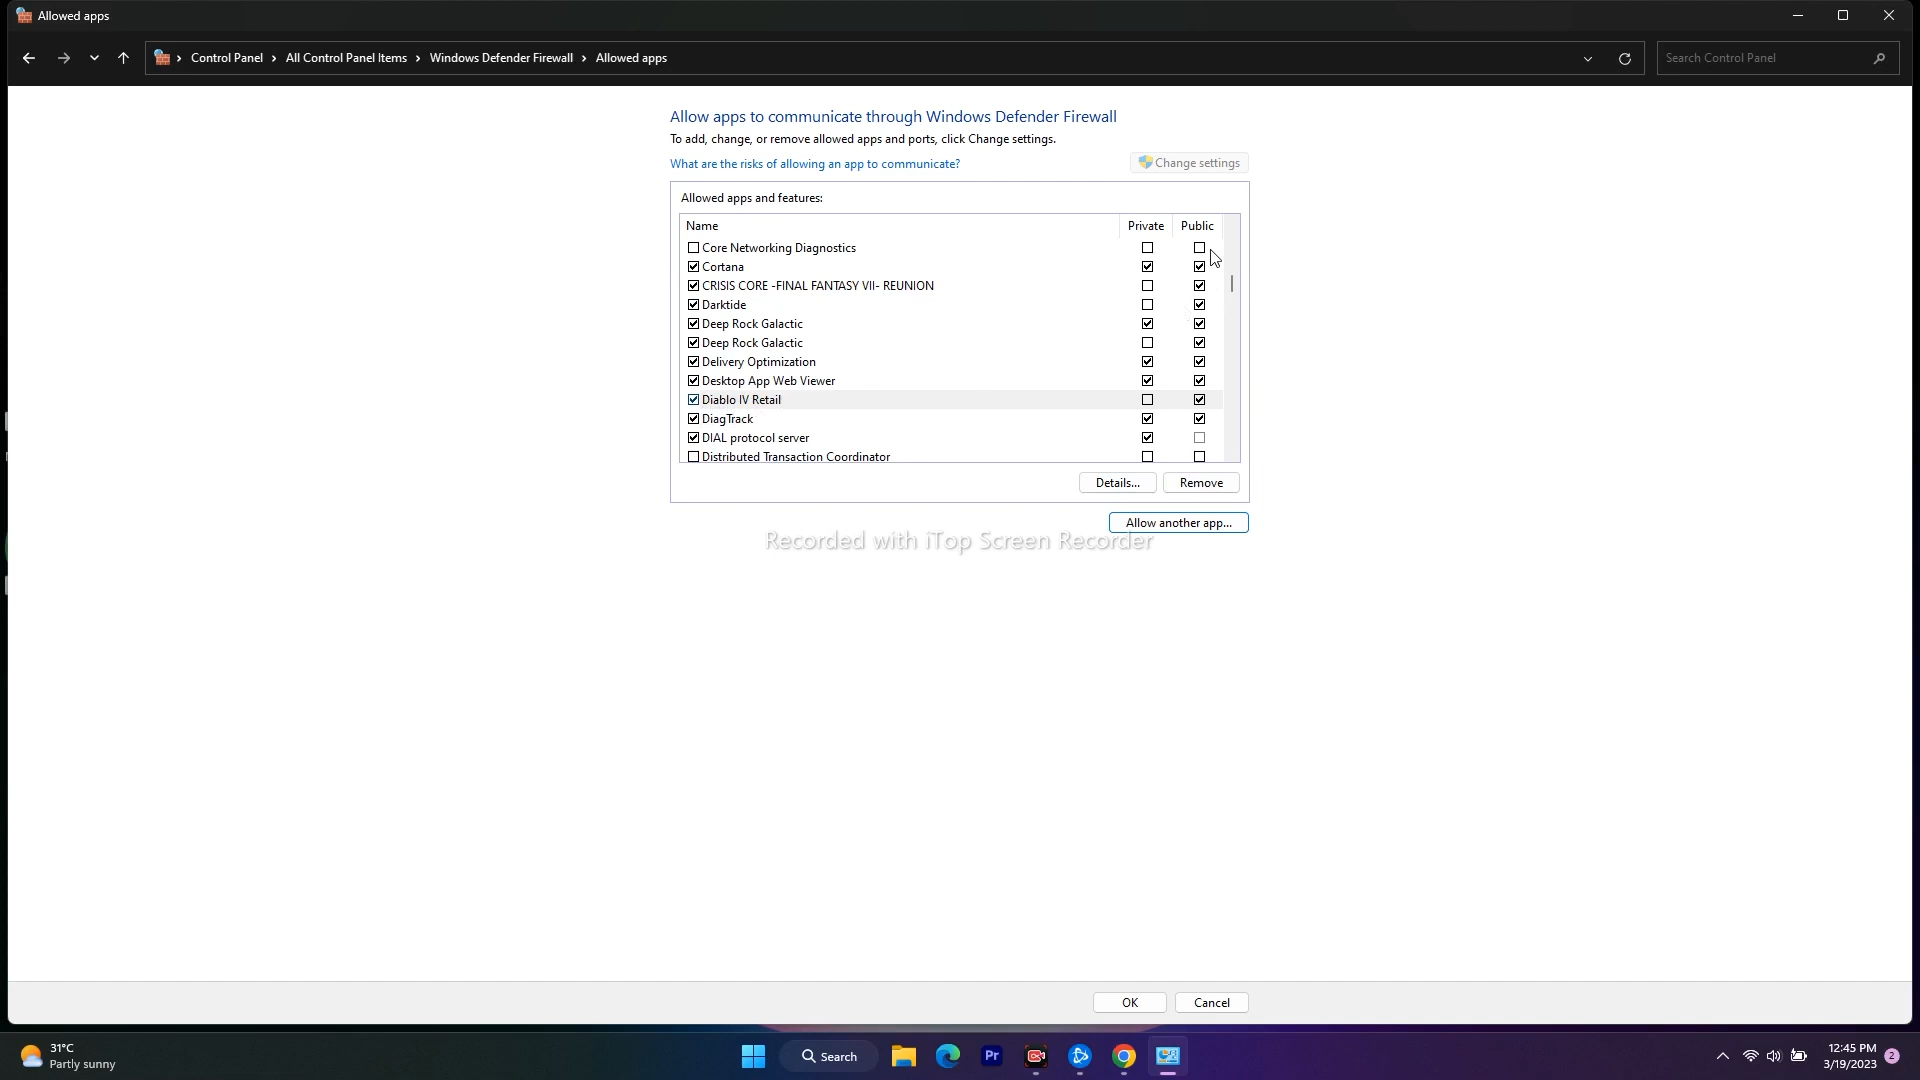 Allowed apps
Control Panel > All Control Panel Items > Windows Defender Firewall > Allowed apps
Search Control Panel
Allow apps to communicate through Windows Defender Firewall
To add, change, or remove allowed apps and ports, click Change settings.
What are the risks of allowing an app to communicate?
Change settings
Allowed apps and features:
Name Private Public
Core Networking Diagnostics
Cortana
CRISIS CORE -FINAL FANTASY VII- REUNION
Darktide
Deep Rock Galactic
Deep Rock Galactic
Delivery Optimization
Desktop App Web Viewer
Diablo IV Retail
DiagTrack
DIAL protocol server
Distributed Transaction Coordinator
Details... Remove
Allow another app...
Recorded with iTop Screen Recorder
OK Cancel
31°C
Partly sunny
Search
Pr
12:45 PM
3/19/2023
2